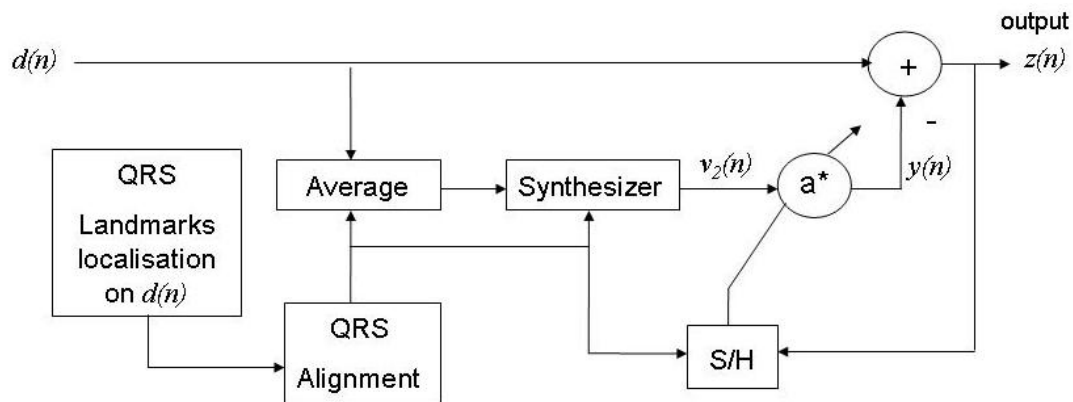 output
d(n)
z(n)
+
-
QRS
Landmarks
localisation
on d(n)
Average
Synthesizer
v₂(n)
a*
y(n)
QRS
Alignment
S/H